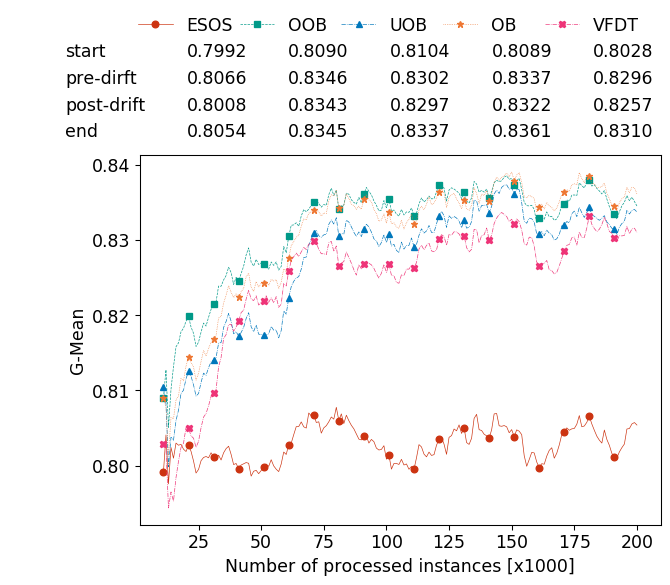 ESOS OOB UOB OB VFDT
start 0.7992 0.8090 0.8104 0.8089 0.8028
pre-dirft 0.8066 0.8346 0.8302 0.8337 0.8296
post-drift 0.8008 0.8343 0.8297 0.8322 0.8257
end 0.8054 0.8345 0.8337 0.8361 0.8310
0.84
0.83
0.82
0.81
0.80
G-Mean
25 50 75 100 125 150 175 200
Number of processed instances [x1000]